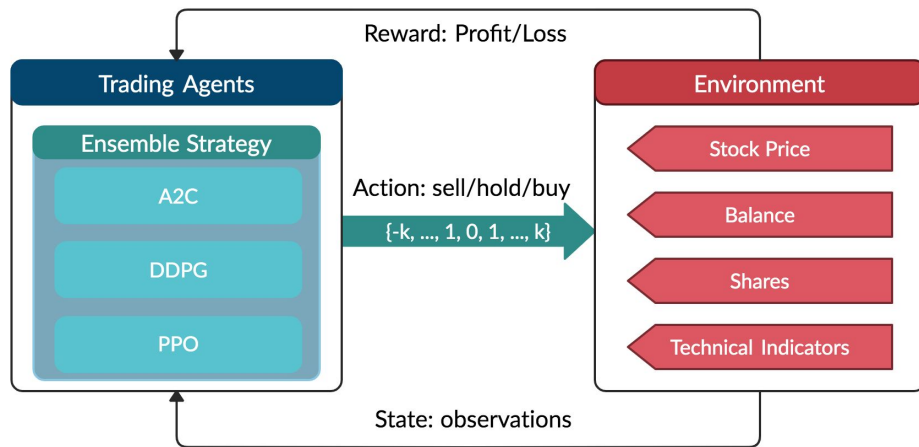 Reward: Profit/Loss
Trading Agents
Ensemble Strategy
A2C
DDPG
PPO
Action: sell/hold/buy
{-k, ..., 1, 0, 1, ..., k}
Environment
Stock Price
Balance
Shares
Technical Indicators
State: observations